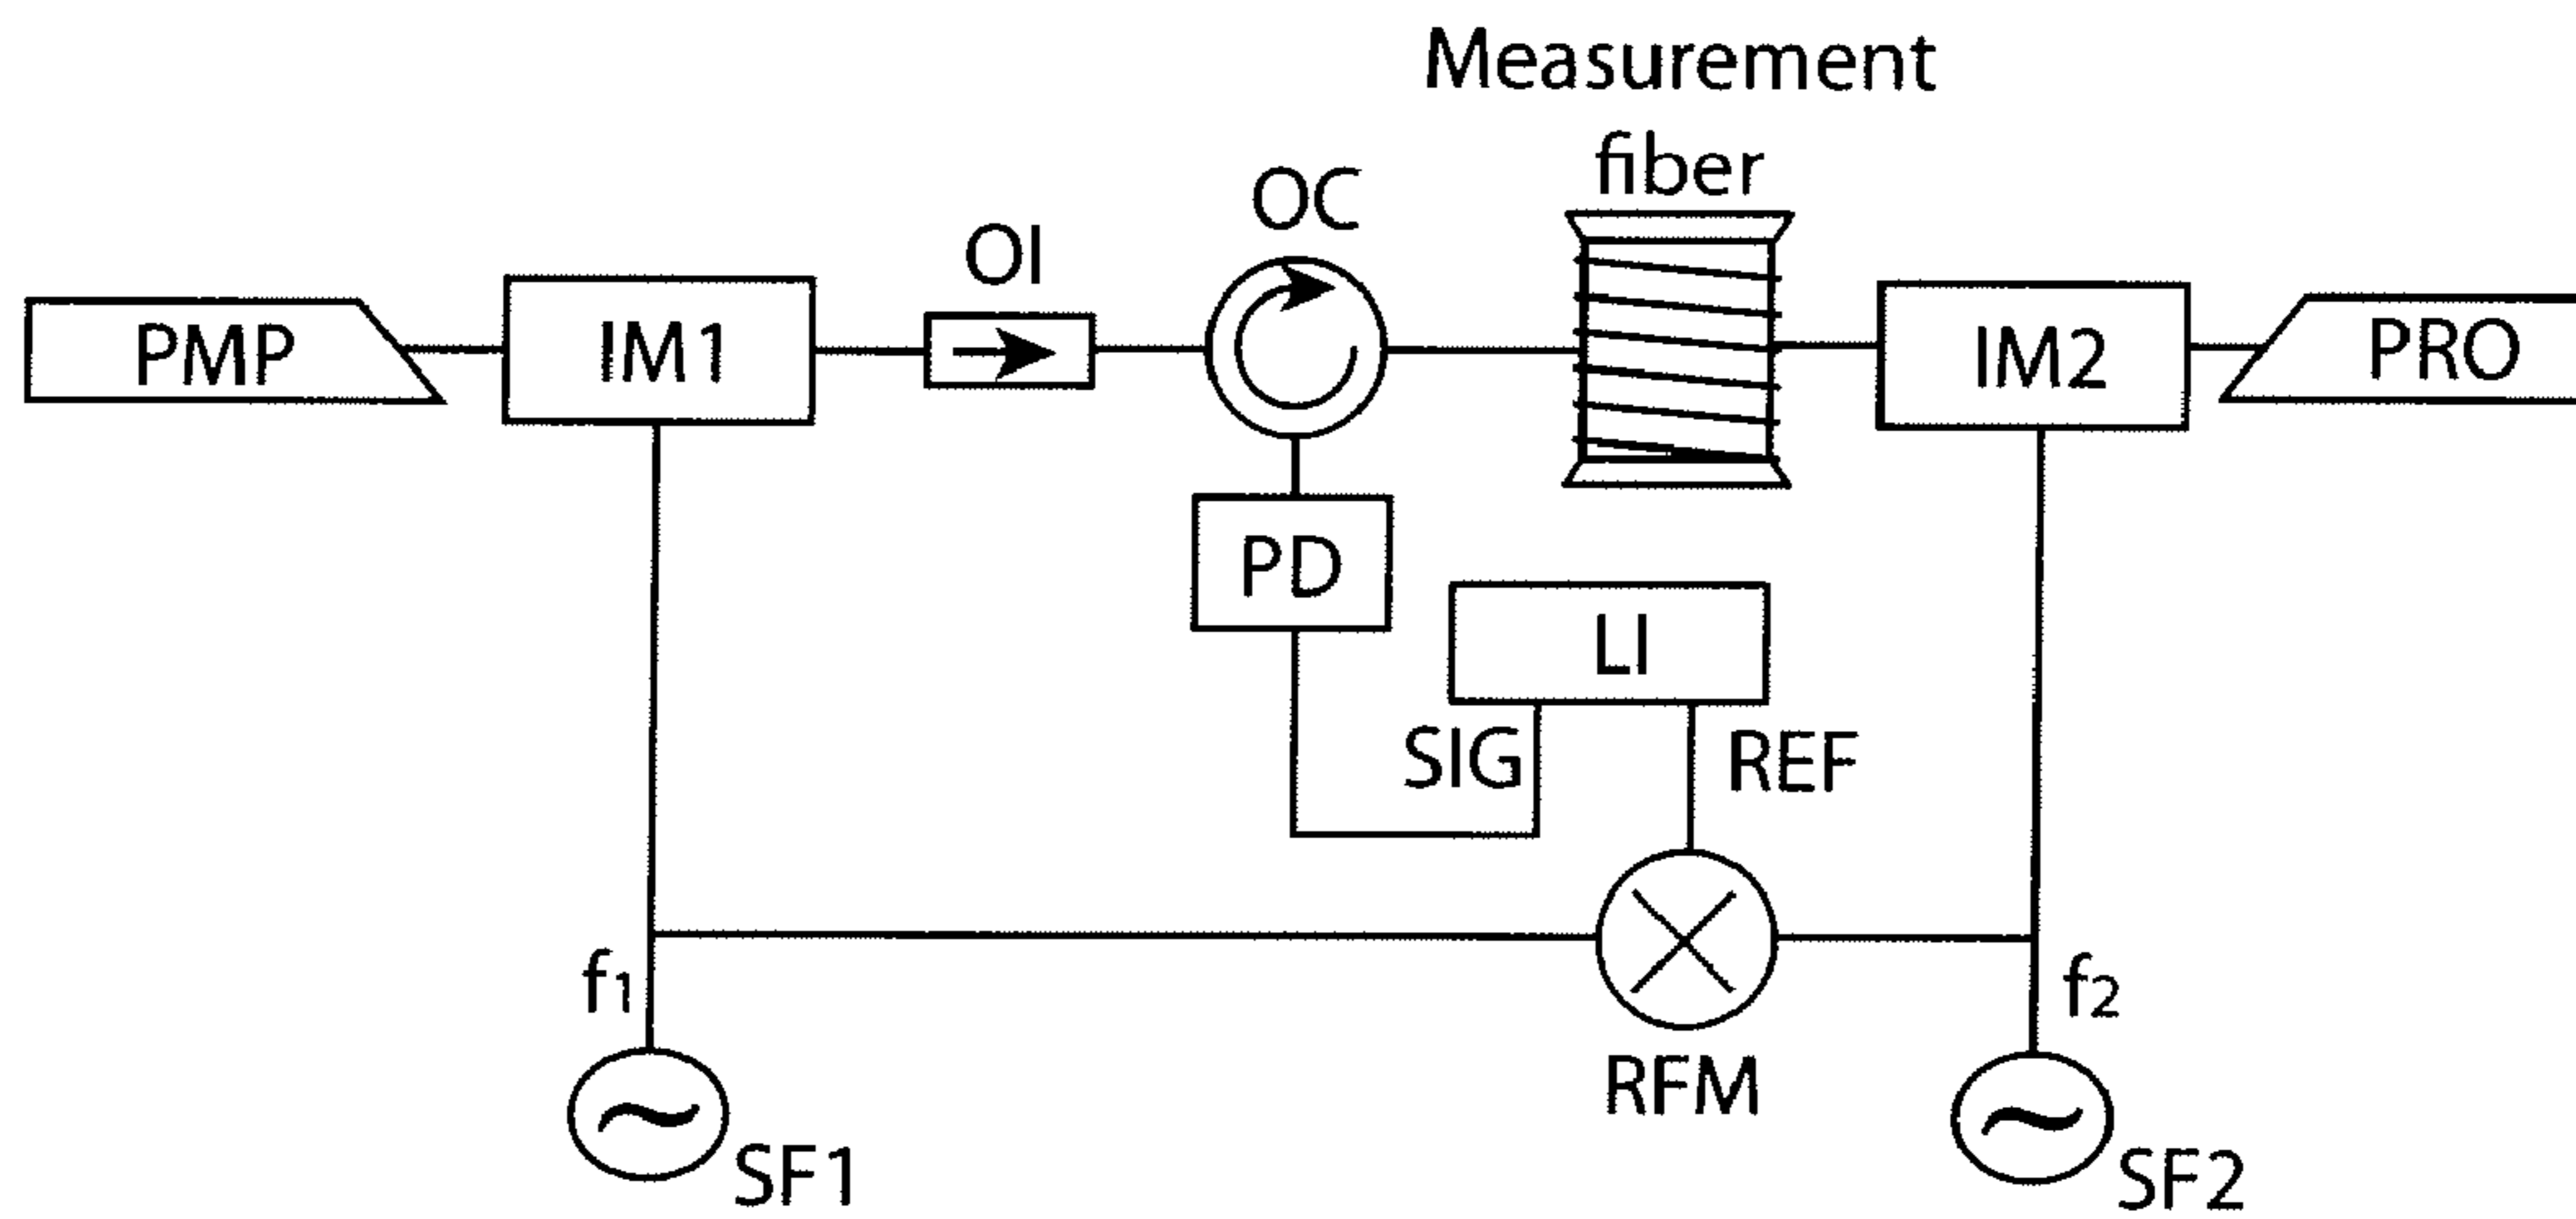 Measurement
fiber
OC
OI
PMP
IM1
IM2
PRO
PD
LI
SIG
REF
f1
f2
RFM
SF1
SF2